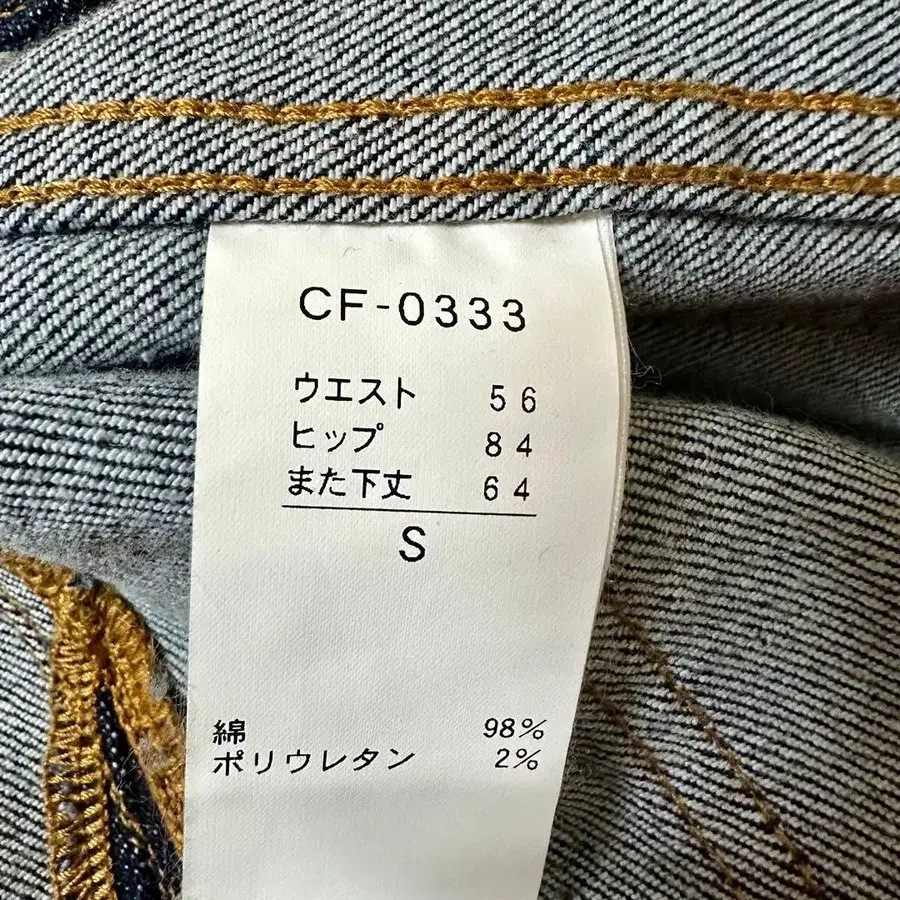 CF-0333
ウエスト 56
ヒップ 84
また下丈 64
S
綿 98%
ポリウレタン 2%